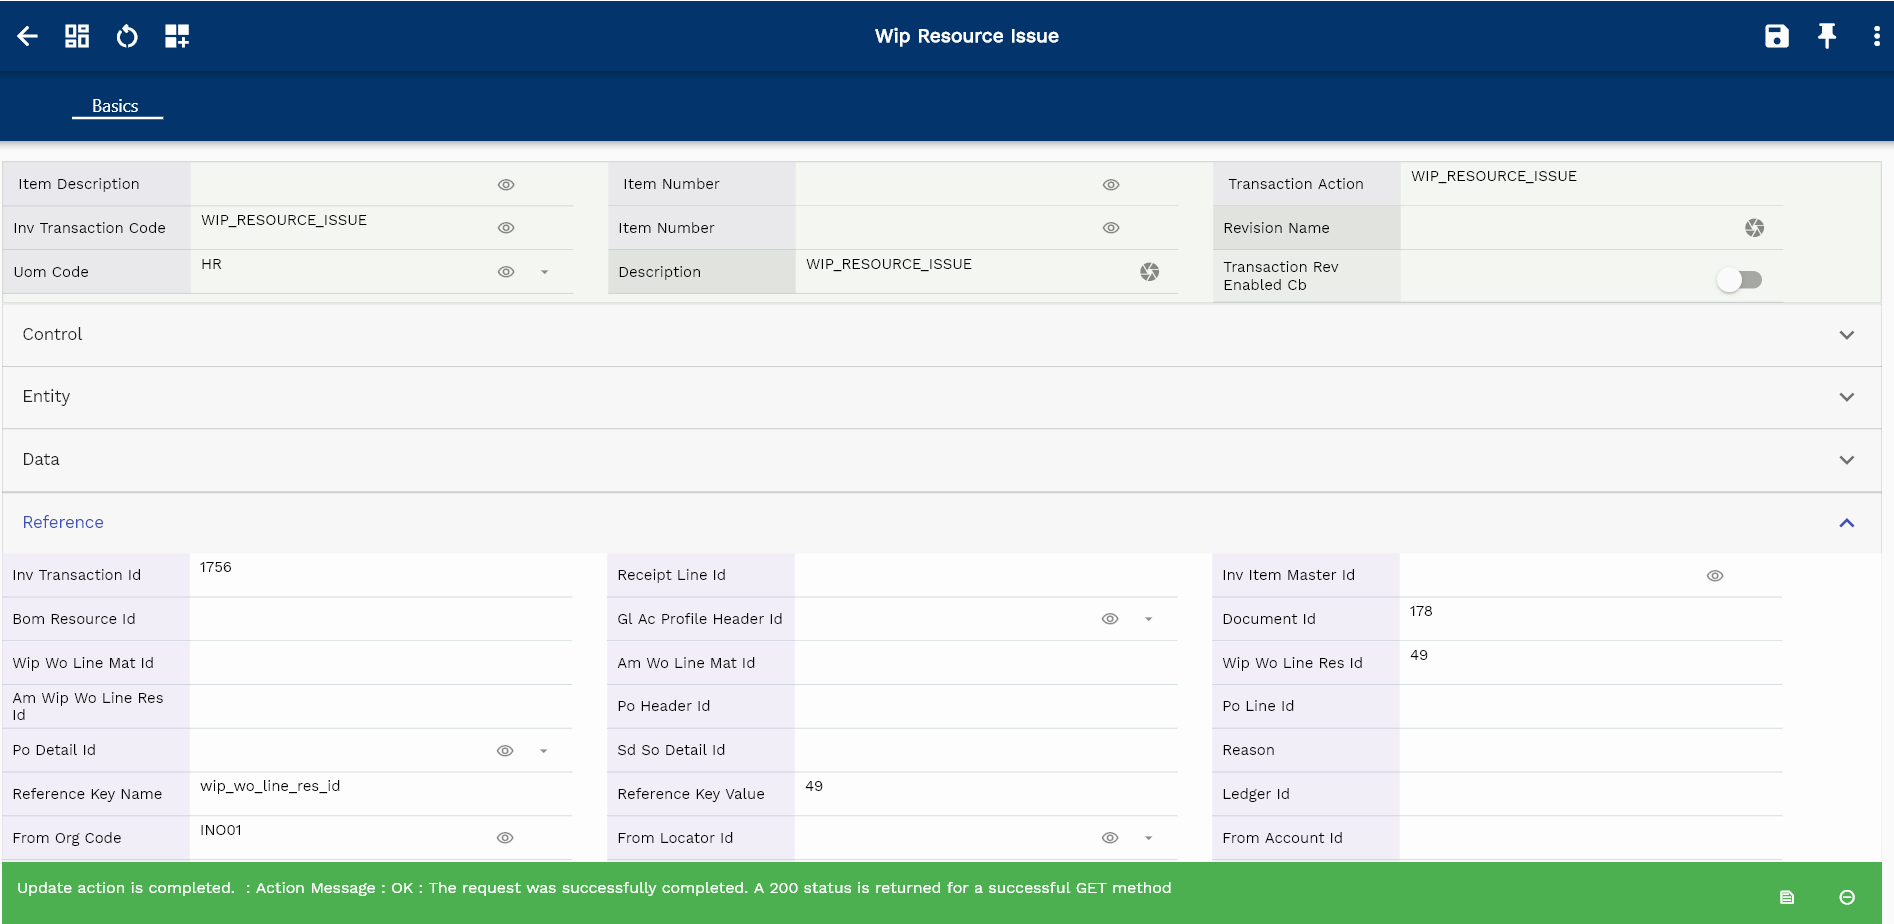 Wip Resource Issue
Basics
Item Description
Item Number
Transaction Action WIP_RESOURCE_ISSUE
Inv Transaction Code WIP_RESOURCE_ISSUE
Item Number
Revision Name
Uom Code HR
Description WIP_RESOURCE_ISSUE
Transaction Rev
Enabled Cb
Control
Entity
Data
Reference
Inv Transaction Id 1756
Receipt Line Id
Inv Item Master Id
Bom Resource Id
Gl Ac Profile Header Id
Document Id 178
Wip Wo Line Mat Id
Am Wo Line Mat Id
Wip Wo Line Res Id 49
Am Wip Wo Line Res
Id
Po Header Id
Po Line Id
Po Detail Id
Sd So Detail Id
Reason
Reference Key Name wip_wo_line_res_id
Reference Key Value 49
Ledger Id
From Org Code INO01
From Locator Id
From Account Id
Update action is completed.  : Action Message : OK : The request was successfully completed. A 200 status is returned for a successful GET method